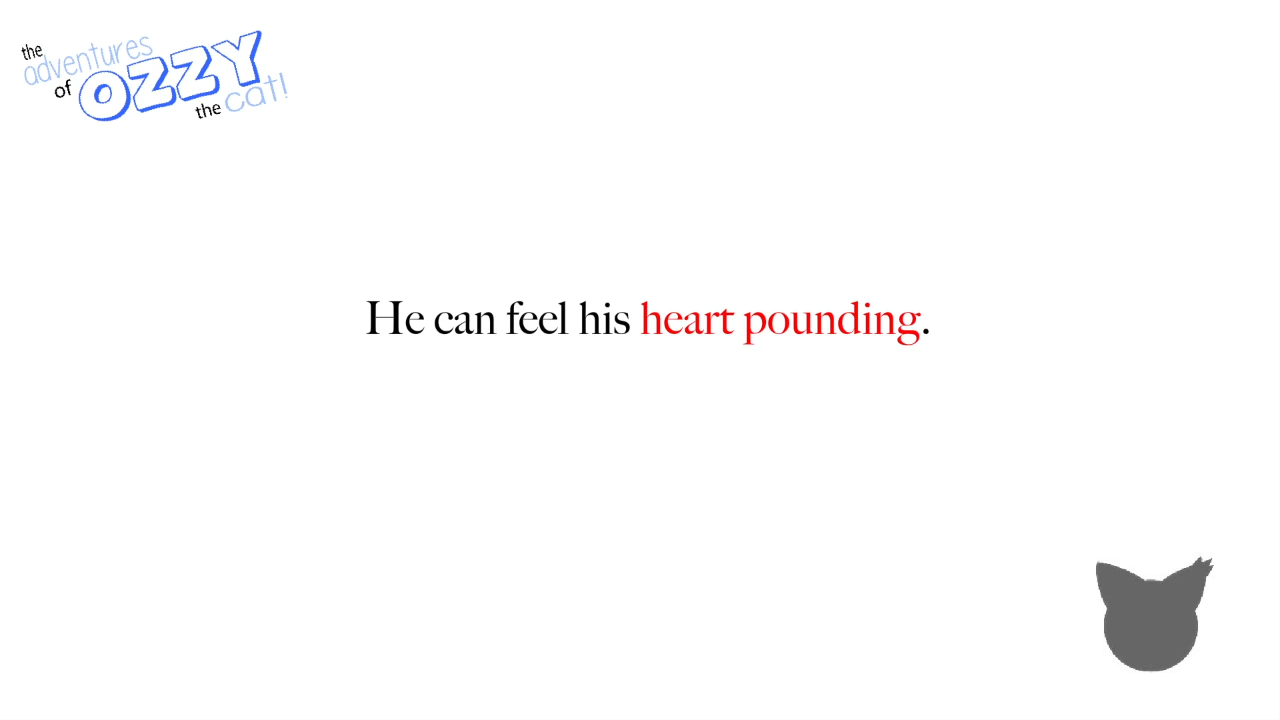 the
adventures
of OZZY
the cat!
He can feel his heart pounding.